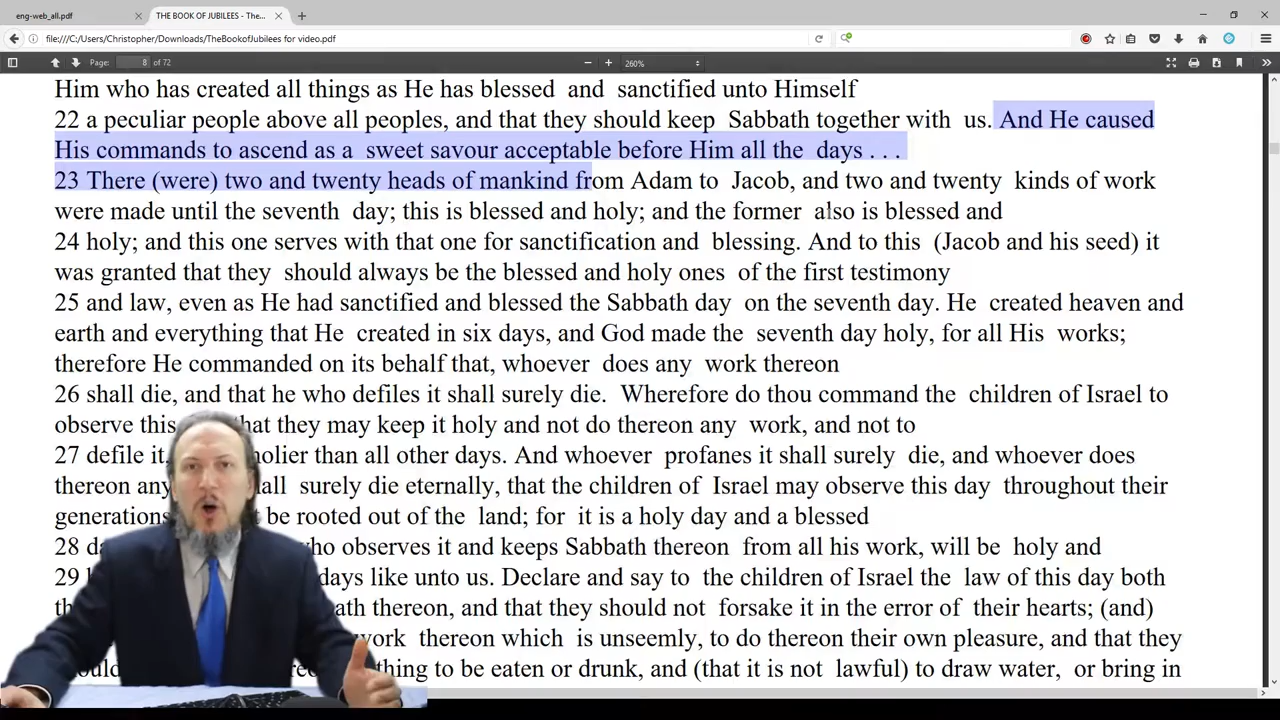 eng-web_all.pdf
THE BOOK OF JUBILEES - The...
file:///C:/Users/Christopher/Downloads/TheBookofJubilees for video.pdf
Page: 8 of 72
260%
Him who has created all things as He has blessed and sanctified unto Himself
22 a peculiar people above all peoples, and that they should keep Sabbath together with us. And He caused
His commands to ascend as a sweet savour acceptable before Him all the days . . .
23 There (were) two and twenty heads of mankind from Adam to Jacob, and two and twenty kinds of work
were made until the seventh day; this is blessed and holy; and the former also is blessed and
24 holy; and this one serves with that one for sanctification and blessing. And to this (Jacob and his seed) it
was granted that they should always be the blessed and holy ones of the first testimony
25 and law, even as He had sanctified and blessed the Sabbath day on the seventh day. He created heaven and
earth and everything that He created in six days, and God made the seventh day holy, for all His works;
therefore He commanded on its behalf that, whoever does any work thereon
26 shall die, and that he who defiles it shall surely die. Wherefore do thou command the children of Israel to
observe this that they may keep it holy and not do thereon any work, and not to
27 defile it, holier than all other days. And whoever profanes it shall surely die, and whoever does
thereon any shall surely die eternally, that the children of Israel may observe this day throughout their
generations, be rooted out of the land; for it is a holy day and a blessed
28 who observes it and keeps Sabbath thereon from all his work, will be holy and
29 days like unto us. Declare and say to the children of Israel the law of this day both
thereon, and that they should not forsake it in the error of their hearts; (and)
work thereon which is unseemly, to do thereon their own pleasure, and that they
to be eaten or drunk, and (that it is not lawful) to draw water, or bring in